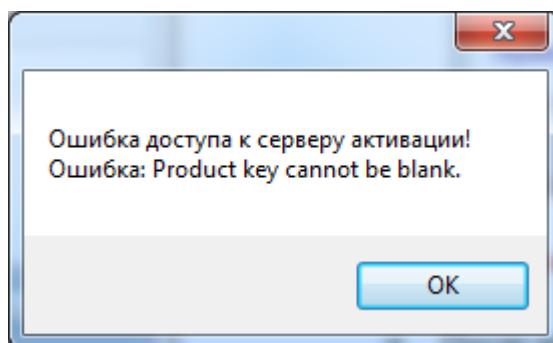 Ошибка доступа к серверу активации!
Ошибка: Product key cannot be blank.
OK